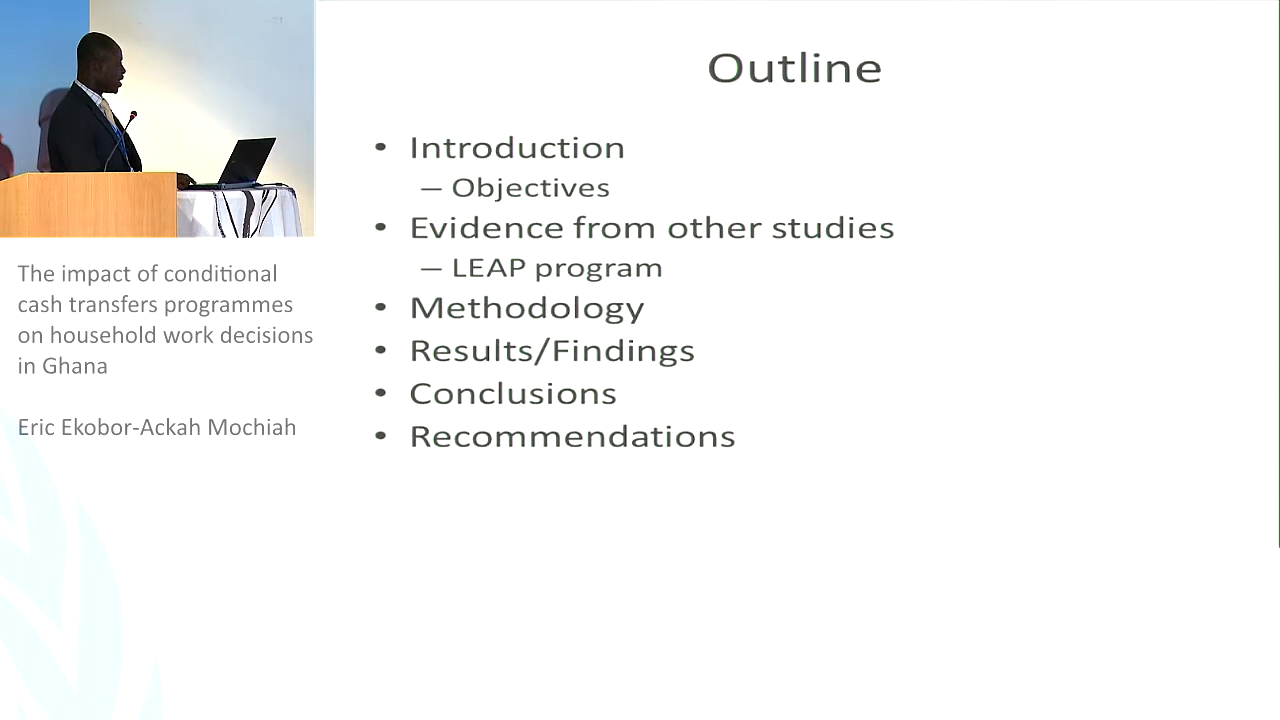 Outline
• Introduction
– Objectives
• Evidence from other studies
– LEAP program
• Methodology
• Results/Findings
• Conclusions
• Recommendations
The impact of conditional
cash transfers programmes
on household work decisions
in Ghana
Eric Ekobor-Ackah Mochiah